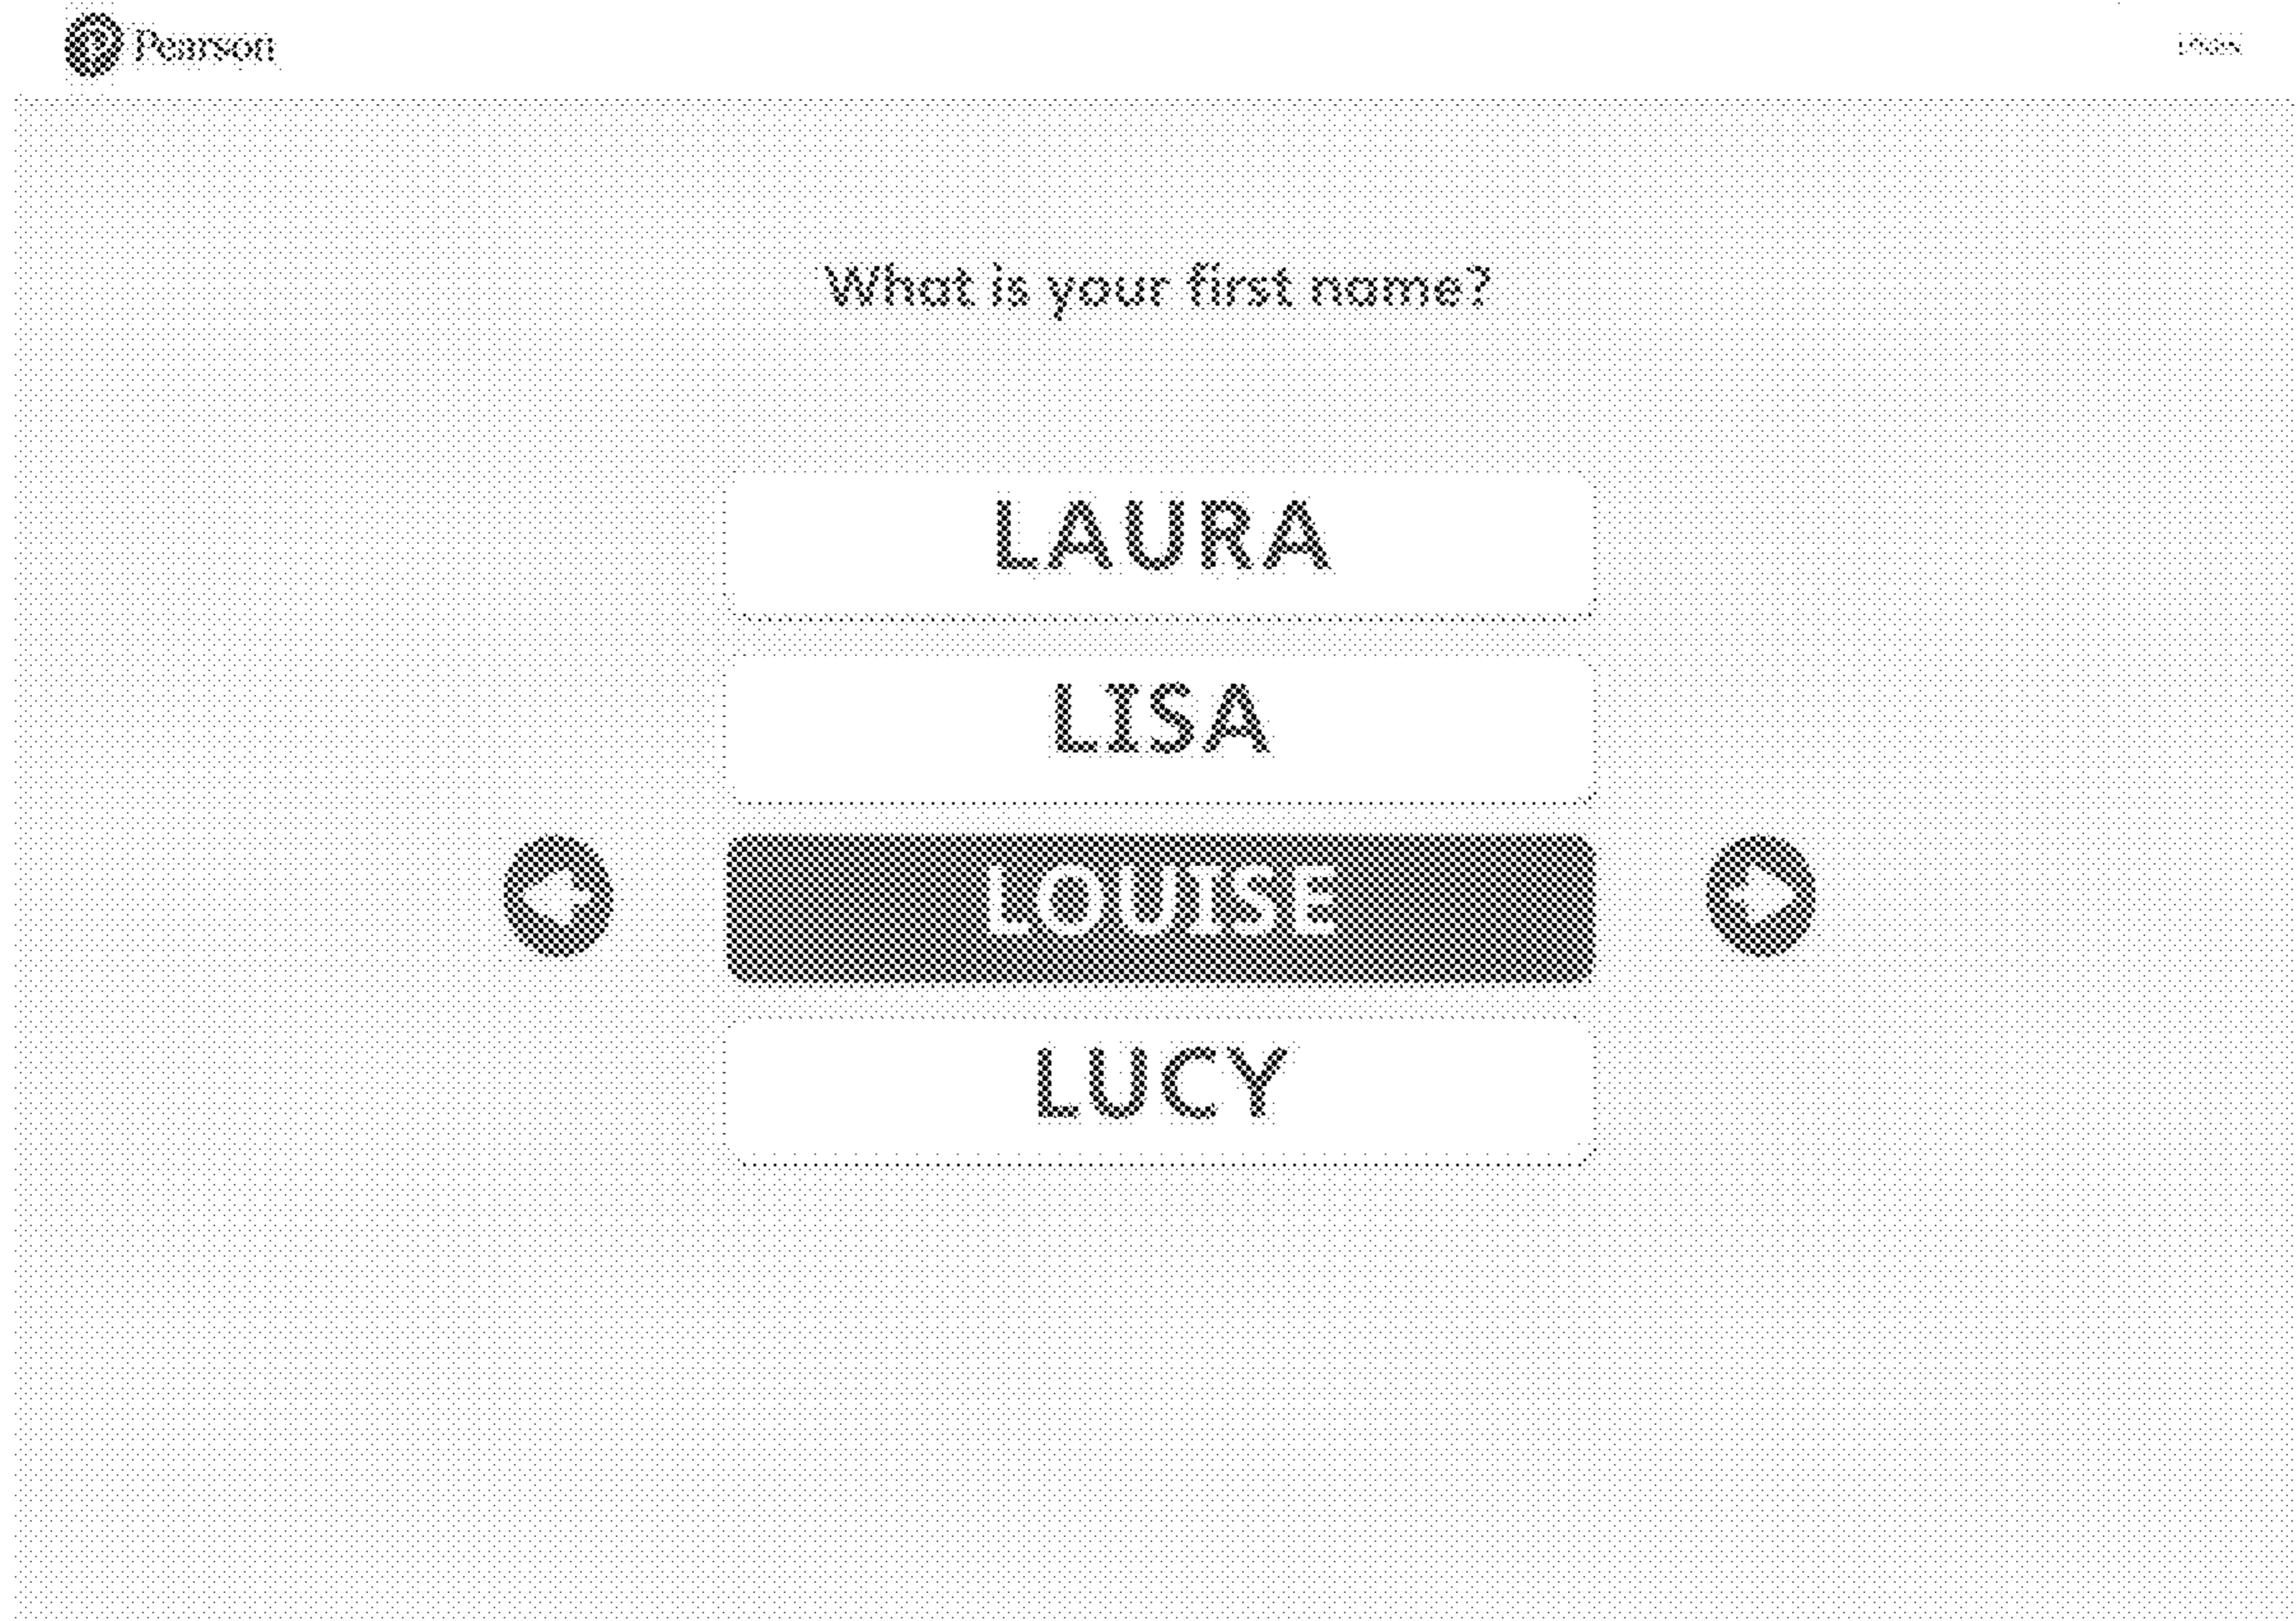 Pearson
What is your first name?
LAURA
LISA
LOUISE
LUCY